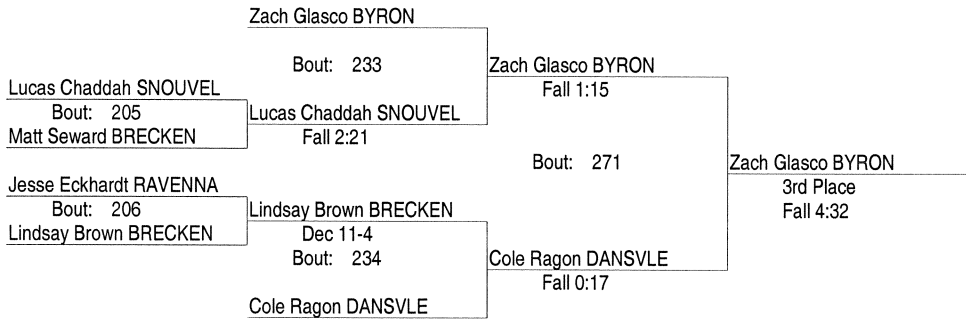 Zach Glasco BYRON
Bout: 233
Zach Glasco BYRON
Fall 1:15
Lucas Chaddah SNOUVEL
Bout: 205
Lucas Chaddah SNOUVEL
Fall 2:21
Matt Seward BRECKEN
Bout: 271
Zach Glasco BYRON
3rd Place
Fall 4:32
Jesse Eckhardt RAVENNA
Bout: 206
Lindsay Brown BRECKEN
Dec 11-4
Lindsay Brown BRECKEN
Bout: 234
Cole Ragon DANSVLE
Fall 0:17
Cole Ragon DANSVLE